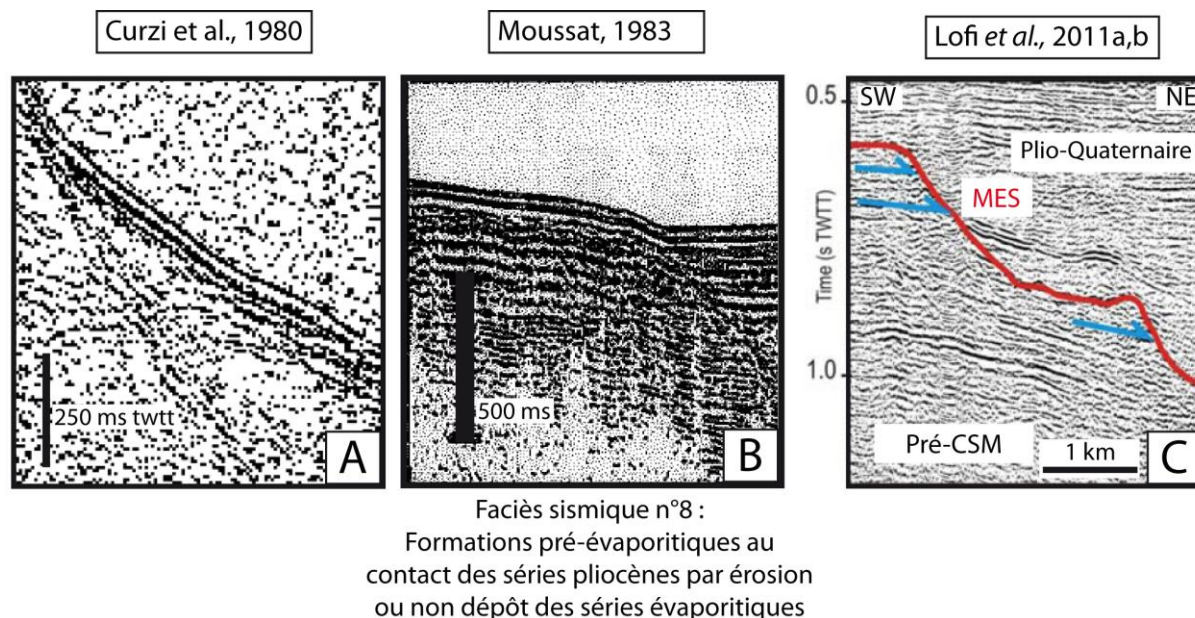 Curzi et al., 1980
Moussat, 1983
Lofi et al., 2011a,b
250 ms twtt
A
500 ms
B
0.5
SW
NE
Plio-Quaternaire
MES
Time (s TWTT)
1.0
Pré-CSM
1 km
C
Faciès sismique n°8 :
Formations pré-évaporitiques au
contact des séries pliocènes par érosion
ou non dépôt des séries évaporitiques